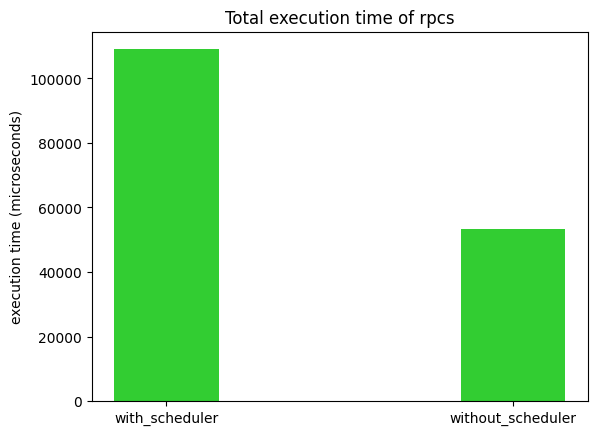 Total execution time of rpcs
execution time (microseconds)
100000
80000
60000
40000
20000
0
with_scheduler
without_scheduler